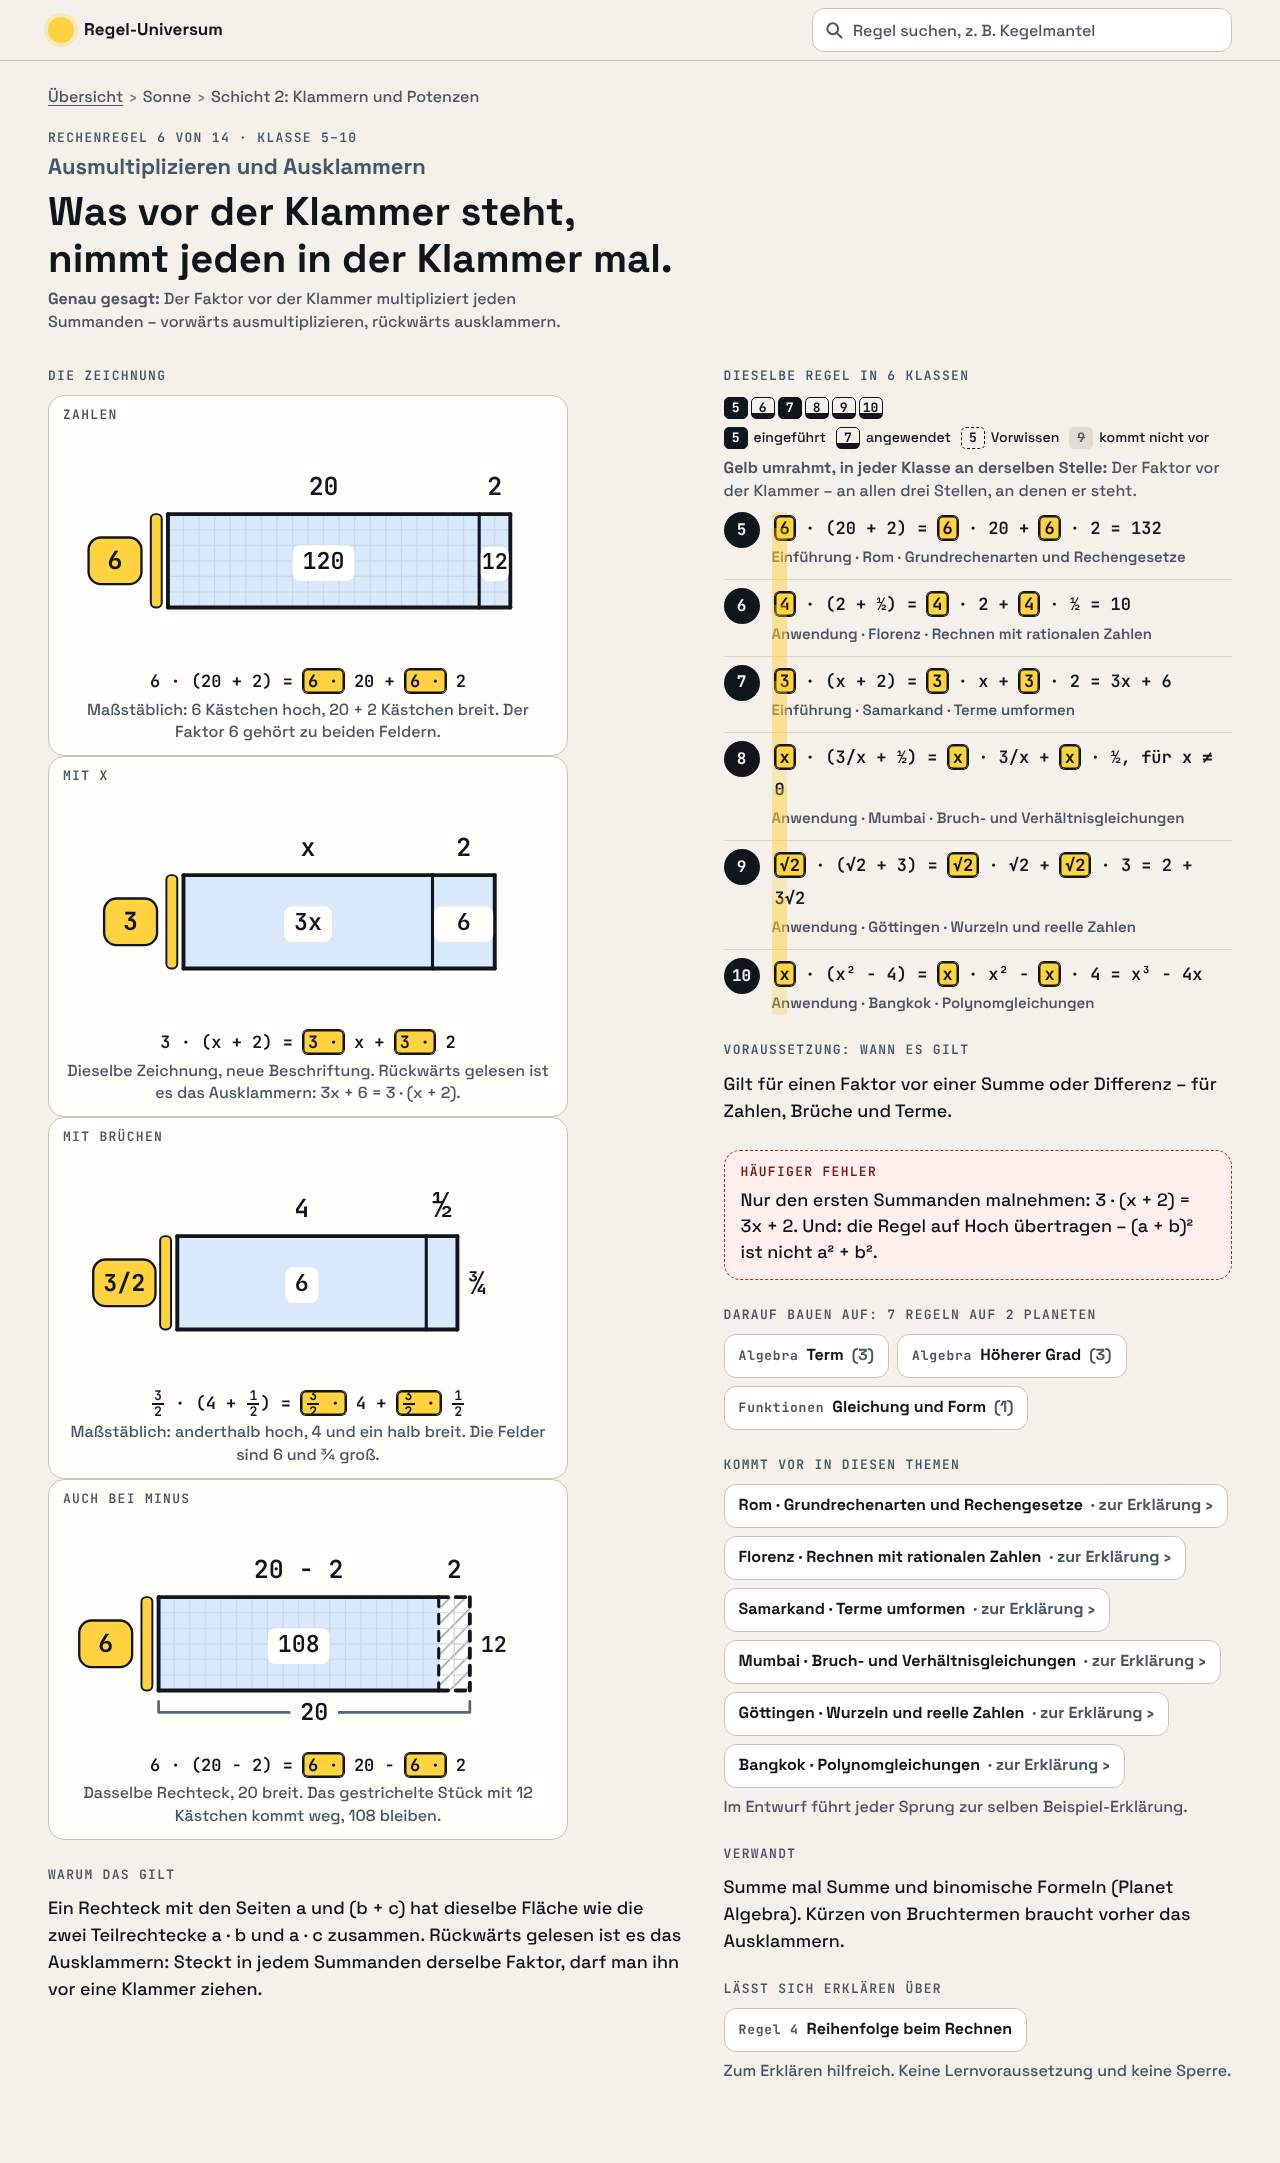 Regel-Universum
Regel suchen, z. B. Kegelmantel
Übersicht > Sonne > Schicht 2: Klammern und Potenzen
RECHENREGEL 6 VON 14 · KLASSE 5–10
Ausmultiplizieren und Ausklammern
Was vor der Klammer steht,
nimmt jeden in der Klammer mal.
Genau gesagt: Der Faktor vor der Klammer multipliziert jeden
Summanden – vorwärts ausmultiplizieren, rückwärts ausklammern.
DIE ZEICHNUNG
ZAHLEN
20 2
6 120 12
6 · (20 + 2) = 6 · 20 + 6 · 2
Maßstäblich: 6 Kästchen hoch, 20 + 2 Kästchen breit. Der
Faktor 6 gehört zu beiden Feldern.
MIT X
x 2
3 3x 6
3 · (x + 2) = 3 · x + 3 · 2
Dieselbe Zeichnung, neue Beschriftung. Rückwärts gelesen ist
es das Ausklammern: 3x + 6 = 3 · (x + 2).
MIT BRÜCHEN
4 ½
3/2 6 ¾
3/2 · (4 + 1/2) = 3/2 · 4 + 3/2 · 1/2
Maßstäblich: anderthalb hoch, 4 und ein halb breit. Die Felder
sind 6 und ¾ groß.
AUCH BEI MINUS
20 - 2 2
6 108 12
20
6 · (20 - 2) = 6 · 20 - 6 · 2
Dasselbe Rechteck, 20 breit. Das gestrichelte Stück mit 12
Kästchen kommt weg, 108 bleiben.
WARUM DAS GILT
Ein Rechteck mit den Seiten a und (b + c) hat dieselbe Fläche wie die
zwei Teilrechtecke a · b und a · c zusammen. Rückwärts gelesen ist es das
Ausklammern: Steckt in jedem Summanden derselbe Faktor, darf man ihn
vor eine Klammer ziehen.
DIESELBE REGEL IN 6 KLASSEN
5 6 7 8 9 10
5 eingeführt 7 angewendet 5 Vorwissen 9 kommt nicht vor
Gelb umrahmt, in jeder Klasse an derselben Stelle: Der Faktor vor
der Klammer – an allen drei Stellen, an denen er steht.
5 6 · (20 + 2) = 6 · 20 + 6 · 2 = 132
Einführung · Rom · Grundrechenarten und Rechengesetze
6 4 · (2 + ½) = 4 · 2 + 4 · ½ = 10
Anwendung · Florenz · Rechnen mit rationalen Zahlen
7 3 · (x + 2) = 3 · x + 3 · 2 = 3x + 6
Einführung · Samarkand · Terme umformen
8 x · (3/x + ½) = x · 3/x + x · ½, für x ≠
0
Anwendung · Mumbai · Bruch- und Verhältnisgleichungen
9 √2 · (√2 + 3) = √2 · √2 + √2 · 3 = 2 +
3√2
Anwendung · Göttingen · Wurzeln und reelle Zahlen
10 x · (x² - 4) = x · x² - x · 4 = x³ - 4x
Anwendung · Bangkok · Polynomgleichungen
VORAUSSETZUNG: WANN ES GILT
Gilt für einen Faktor vor einer Summe oder Differenz – für
Zahlen, Brüche und Terme.
HÄUFIGER FEHLER
Nur den ersten Summanden malnehmen: 3 · (x + 2) =
3x + 2. Und: die Regel auf Hoch übertragen – (a + b)²
ist nicht a² + b².
DARAUF BAUEN AUF: 7 REGELN AUF 2 PLANETEN
Algebra Term (3) Algebra Höherer Grad (3)
Funktionen Gleichung und Form (1)
KOMMT VOR IN DIESEN THEMEN
Rom · Grundrechenarten und Rechengesetze · zur Erklärung >
Florenz · Rechnen mit rationalen Zahlen · zur Erklärung >
Samarkand · Terme umformen · zur Erklärung >
Mumbai · Bruch- und Verhältnisgleichungen · zur Erklärung >
Göttingen · Wurzeln und reelle Zahlen · zur Erklärung >
Bangkok · Polynomgleichungen · zur Erklärung >
Im Entwurf führt jeder Sprung zur selben Beispiel-Erklärung.
VERWANDT
Summe mal Summe und binomische Formeln (Planet
Algebra). Kürzen von Bruchtermen braucht vorher das
Ausklammern.
LÄSST SICH ERKLÄREN ÜBER
Regel 4 Reihenfolge beim Rechnen
Zum Erklären hilfreich. Keine Lernvoraussetzung und keine Sperre.